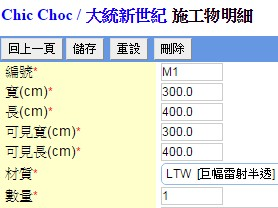 Chic Choc / 大統新世紀 施工物明細
回上一頁 儲存 重設 刪除
編號* M1
寬(cm)* 300.0
長(cm)* 400.0
可見寬(cm)* 300.0
可見長(cm)* 400.0
材質* LTW [巨幅雷射半透]
數量* 1